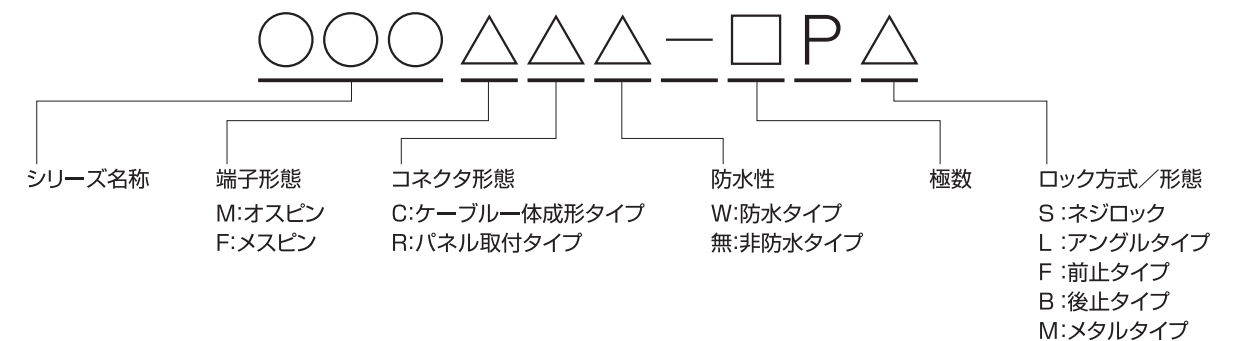 ○○○△△△－□P△
シリーズ名称
端子形態
M:オスピン
F:メスピン
コネクタ形態
C:ケーブル一体成形タイプ
R:パネル取付タイプ
防水性
W:防水タイプ
無:非防水タイプ
極数
ロック方式／形態
S:ネジロック
L:アングルタイプ
F:前止タイプ
B:後止タイプ
M:メタルタイプ